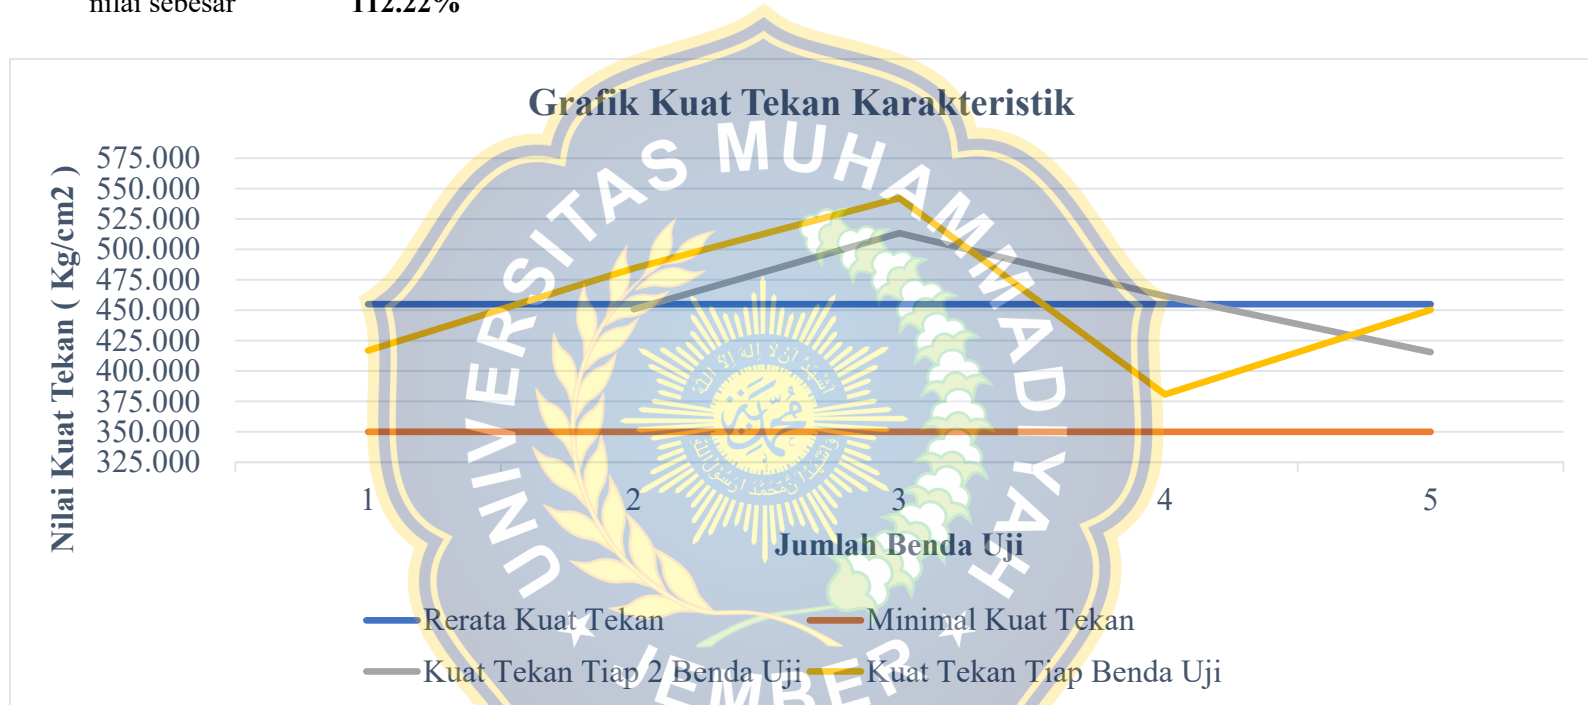 nilai sebesar 112.22%
Grafik Kuat Tekan Karakteristik
Nilai Kuat Tekan ( Kg/cm2 )
575.000
550.000
525.000
500.000
475.000
450.000
425.000
400.000
375.000
350.000
325.000
1 2 3 4 5
Jumlah Benda Uji
Rerata Kuat Tekan Minimal Kuat Tekan
Kuat Tekan Tiap 2 Benda Uji Kuat Tekan Tiap Benda Uji
UNIVERSITAS MUHAMMADIYAH
JEMBER
محمدية